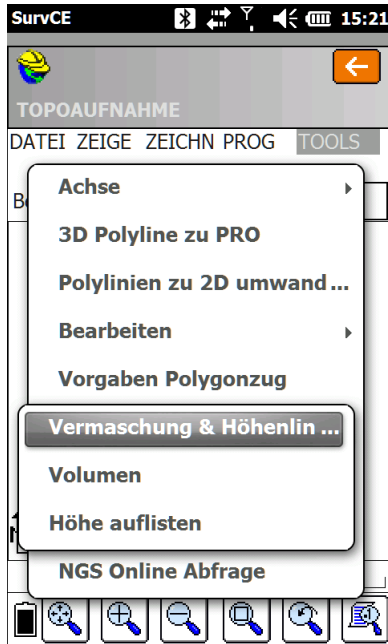 SurvCE 15:21
TOPOAUFNAHME
DATEI ZEIGE ZEICHN PROG TOOLS
Achse
3D Polyline zu PRO
Polylinien zu 2D umwand...
Bearbeiten
Vorgaben Polygonzug
Vermaschung & Höhenlin ...
Volumen
Höhe auflisten
NGS Online Abfrage